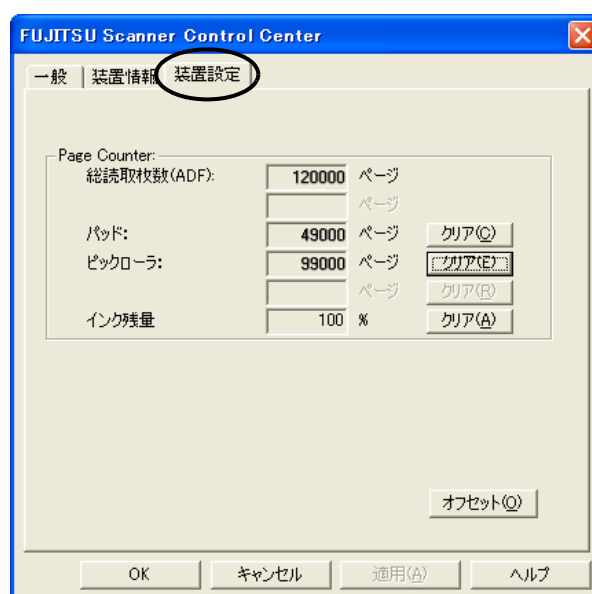 FUJITSU Scanner Control Center
一般 装置情報 装置設定
Page Counter:
総読取枚数(ADF): 120000 ページ
ページ
パッド: 49000 ページ クリア(C)
ピックローラ: 99000 ページ クリア(E)
ページ クリア(R)
インク残量 100 % クリア(A)
オフセット(O)
OK キャンセル 適用(A) ヘルプ